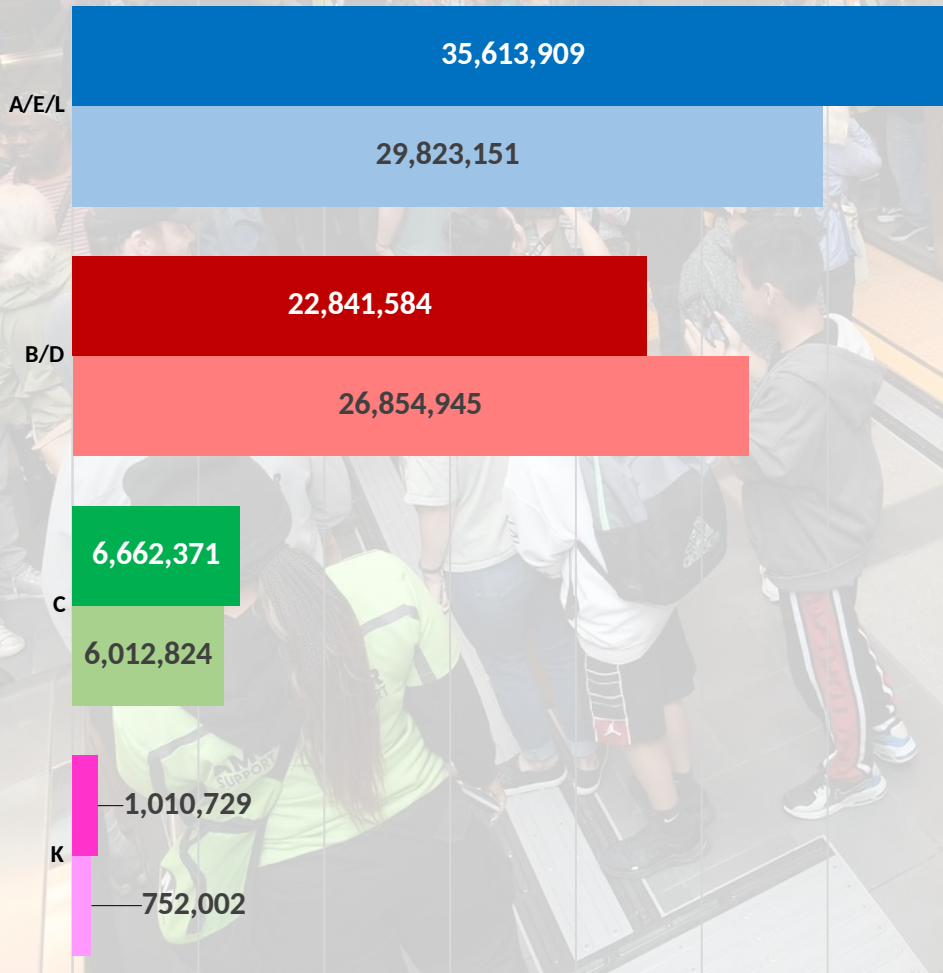 35,613,909
A/E/L
29,823,151
22,841,584
B/D
26,854,945
6,662,371
C
6,012,824
1,010,729
K
752,002
SUPPORT